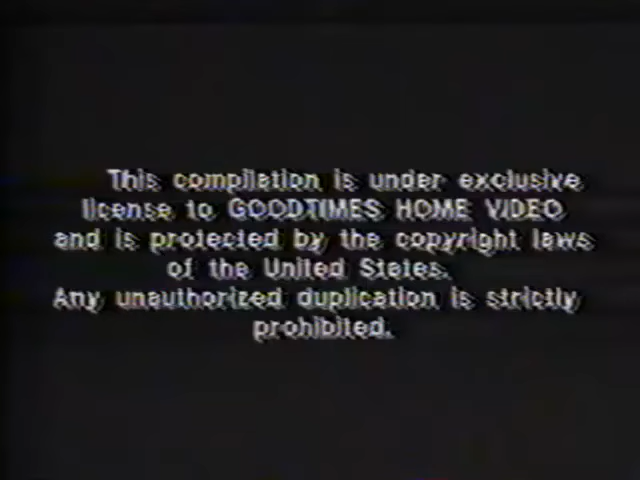 This compilation is under exclusive
license to GOODTIMES HOME VIDEO
and is protected by the copyright laws
of the United States.
Any unauthorized duplication is strictly
prohibited.